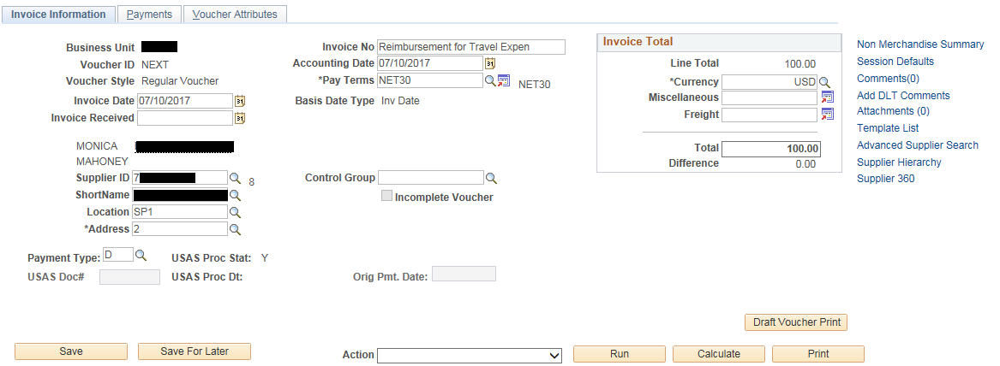 Invoice Information Payments Voucher Attributes
Business Unit
Voucher ID NEXT
Voucher Style Regular Voucher
Invoice Date 07/10/2017
Invoice Received
MONICA
MAHONEY
Supplier ID 7 8
ShortName
Location SP1
*Address 2
Invoice No Reimbursement for Travel Expen
Accounting Date 07/10/2017
*Pay Terms NET30 NET30
Basis Date Type Inv Date
Control Group
Incomplete Voucher
Invoice Total
Line Total 100.00
*Currency USD
Miscellaneous
Freight
Total 100.00
Difference 0.00
Non Merchandise Summary
Session Defaults
Comments(0)
Add DLT Comments
Attachments (0)
Template List
Advanced Supplier Search
Supplier Hierarchy
Supplier 360
Payment Type: D USAS Proc Stat: Y
USAS Doc# USAS Proc Dt: Orig Pmt. Date:
Draft Voucher Print
Save Save For Later Action Run Calculate Print